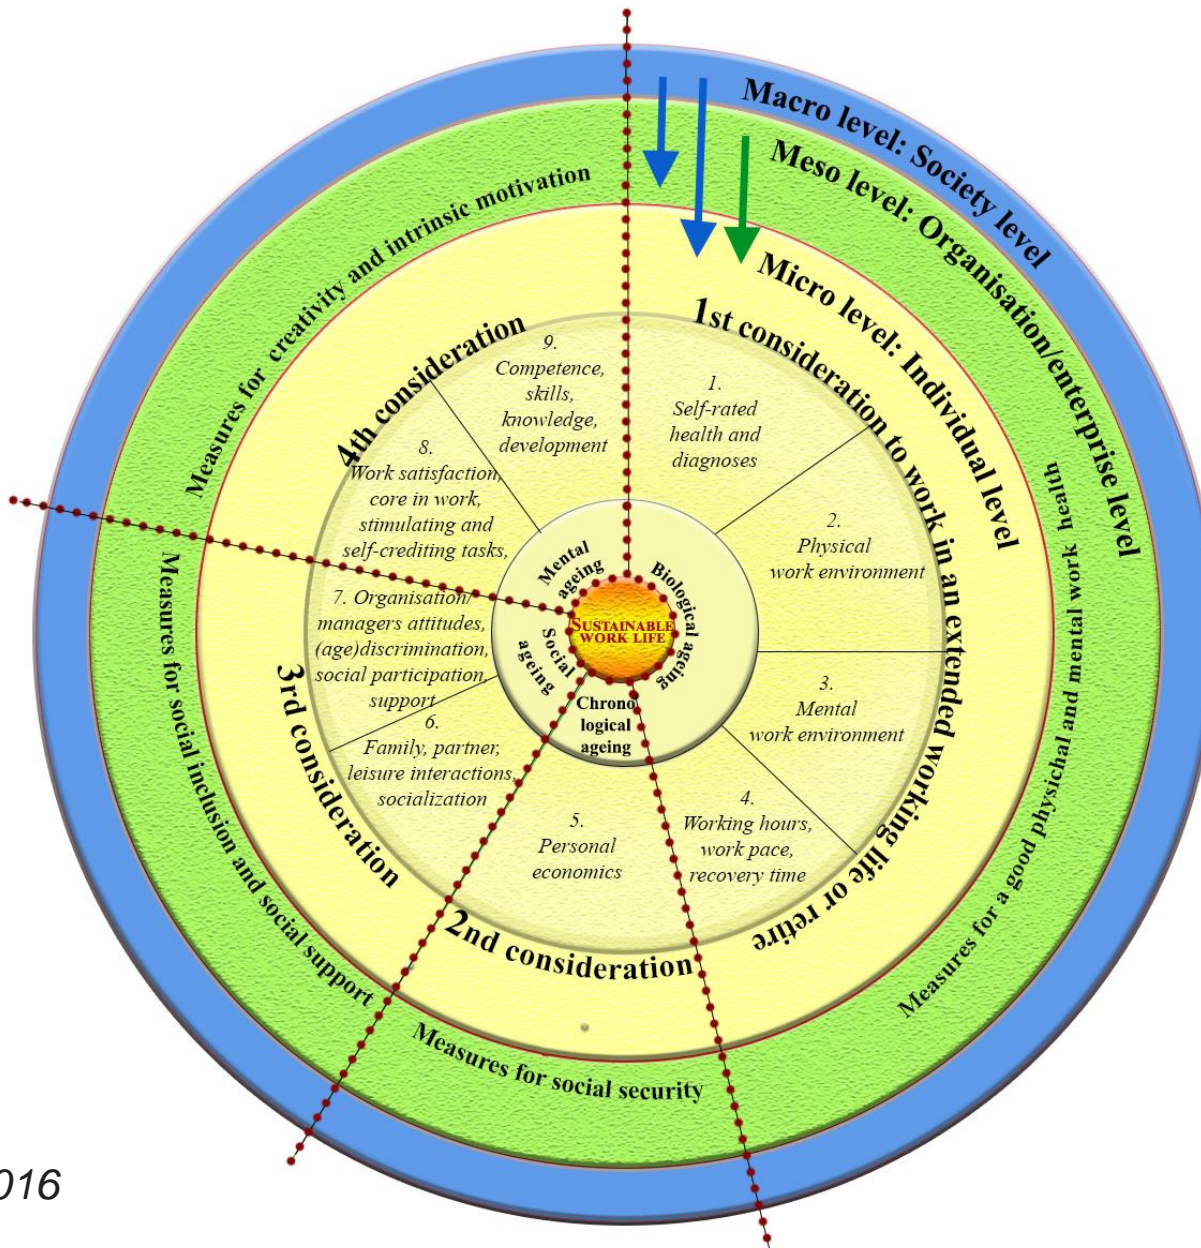 Macro level: Society level
Meso level: Organisation/enterprise level
Micro level: Individual level
1st consideration to work in an extended working life or retire
Measures for a good physichal and mental work health
1.
Self-rated
health and
diagnoses
2.
Physical
work environment
3.
Mental
work environment
4.
Working hours,
work pace,
recovery time
Biological ageing
2nd consideration
Measures for social security
5.
Personal
economics
Chrono
logical
ageing
3rd consideration
Measures for social inclusion and social support
6.
Family, partner,
leisure interactions,
socialization
7. Organisation/
managers attitudes,
(age)discrimination,
social participation,
support
Social
ageing
4th consideration
Measures for creativity and intrinsic motivation
8.
Work satisfaction,
core in work,
stimulating and
self-crediting tasks,
9.
Competence,
skills,
knowledge,
development
Mental
ageing
SUSTAINABLE
WORK LIFE
016